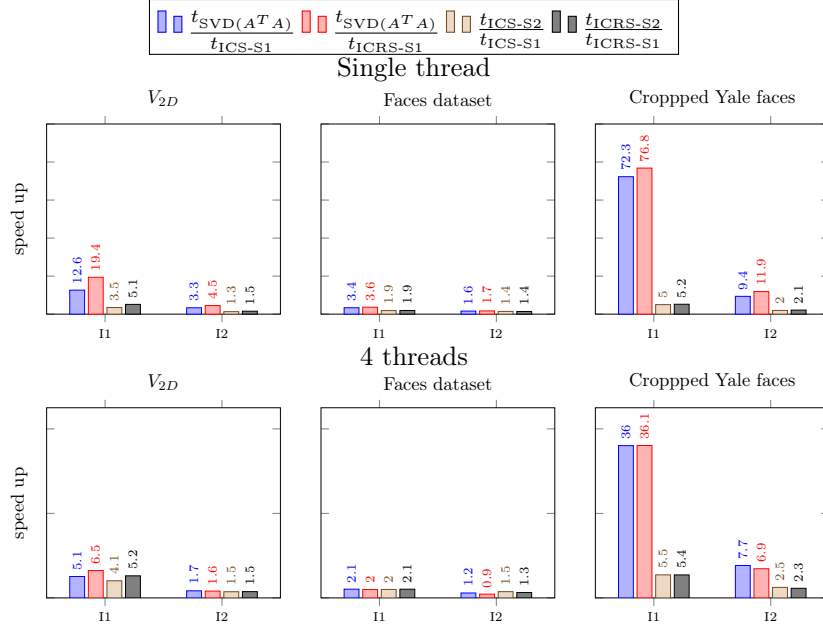 t_SVD(A^T A) / t_ICS-S1 t_SVD(A^T A) / t_ICRS-S1 t_ICS-S2 / t_ICS-S1 t_ICRS-S2 / t_ICRS-S1
Single thread
V_2D Faces dataset Croppped Yale faces
speed up
12.6 19.4 3.5 5.1 3.3 4.5 1.3 1.5
3.4 3.6 1.9 1.9 1.6 1.7 1.4 1.4
72.3 76.8 5 5.2 9.4 11.9 2 2.1
I1 I2 I1 I2 I1 I2
4 threads
V_2D Faces dataset Croppped Yale faces
speed up
5.1 6.5 4.1 5.2 1.7 1.6 1.5 1.5
2.1 2 2 2.1 1.2 0.9 1.5 1.3
36 36.1 5.5 5.4 7.7 6.9 2.5 2.3
I1 I2 I1 I2 I1 I2